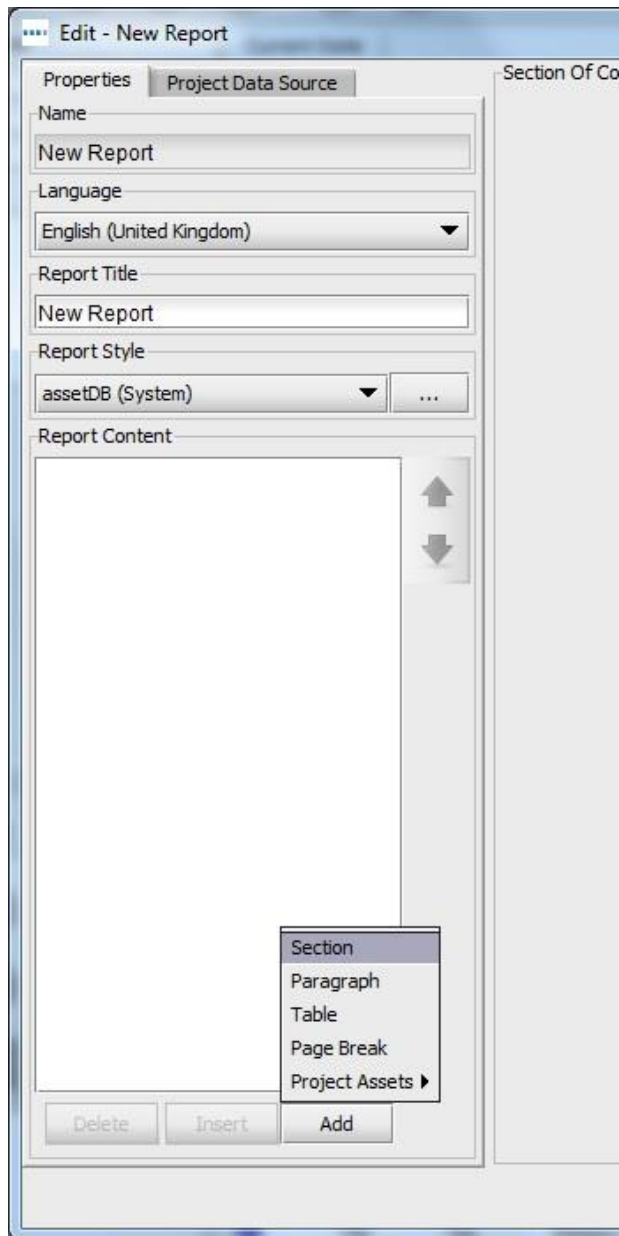 Edit - New Report
Properties Project Data Source
Section Of Co
Name
New Report
Language
English (United Kingdom)
Report Title
New Report
Report Style
assetDB (System) ...
Report Content
Section
Paragraph
Table
Page Break
Project Assets
Delete Insert Add